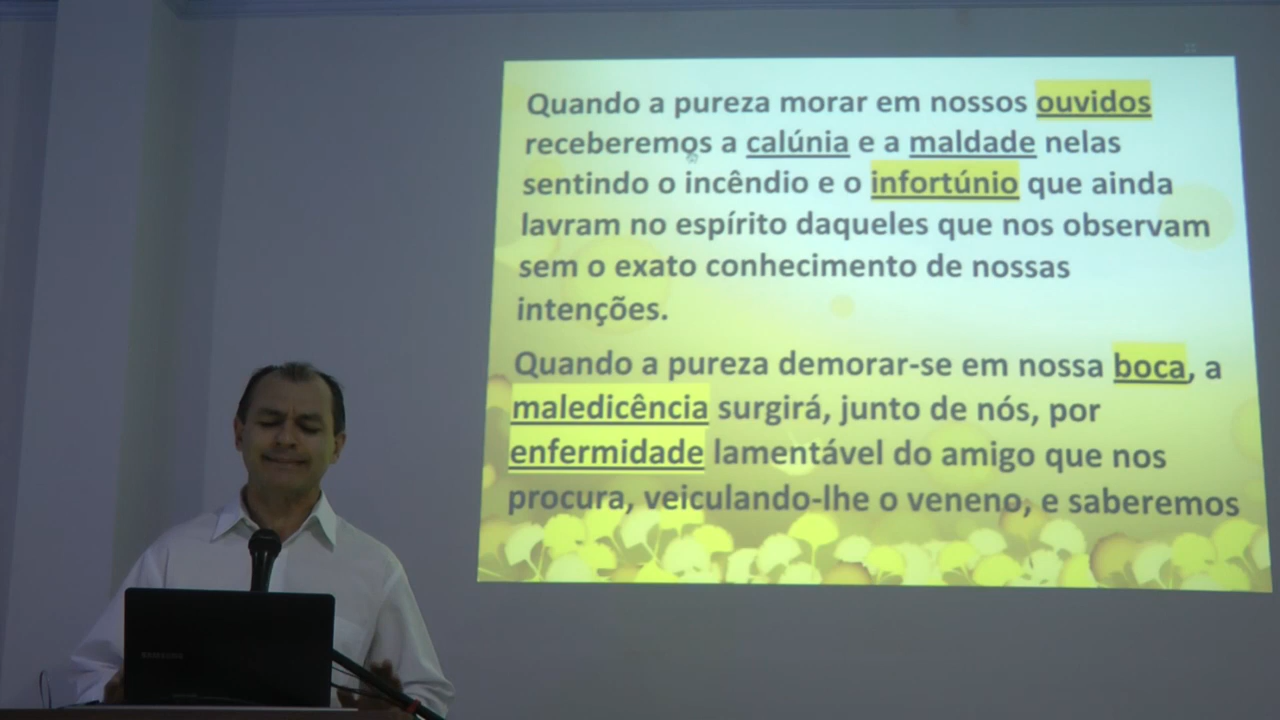 Quando a pureza morar em nossos ouvidos
receberemos a calúnia e a maldade nelas
sentindo o incêndio e o infortúnio que ainda
lavram no espírito daqueles que nos observam
sem o exato conhecimento de nossas
intenções.
Quando a pureza demorar-se em nossa boca, a
maledicência surgirá, junto de nós, por
enfermidade lamentável do amigo que nos
procura, veiculando-lhe o veneno, e saberemos
SAMSUNG